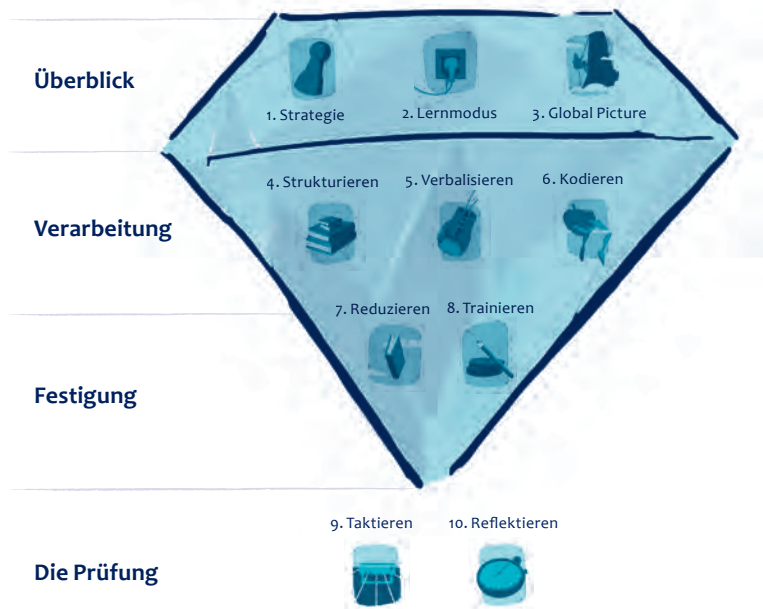 Überblick
1. Strategie
2. Lernmodus
3. Global Picture
Verarbeitung
4. Strukturieren
5. Verbalisieren
6. Kodieren
7. Reduzieren
8. Trainieren
Festigung
9. Taktieren
10. Reflektieren
Die Prüfung